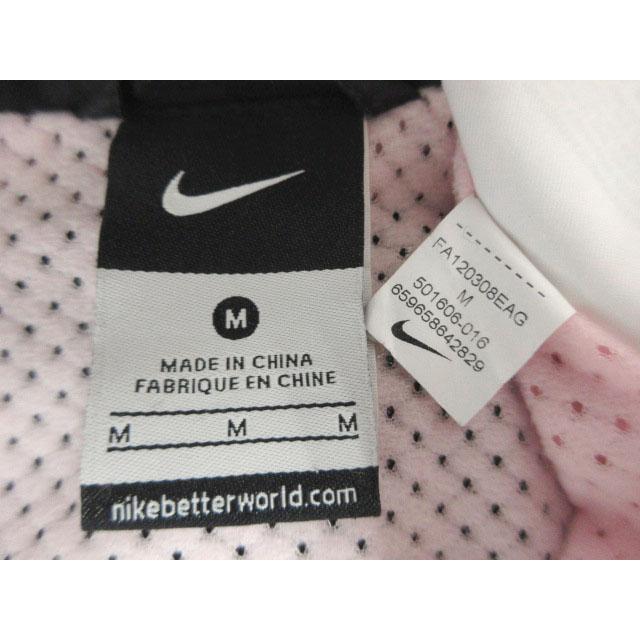 M
MADE IN CHINA
FABRIQUE EN CHINE
M M M
nikebetterworld.com
FA120308EAG
M
501606-016
659658642829